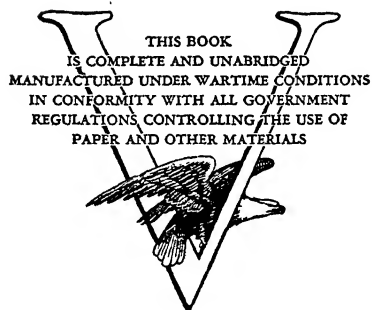 THIS BOOK
IS COMPLETE AND UNABRIDGED
MANUFACTURED UNDER WARTIME CONDITIONS
IN CONFORMITY WITH ALL GOVERNMENT
REGULATIONS CONTROLLING THE USE OF
PAPER AND OTHER MATERIALS
V